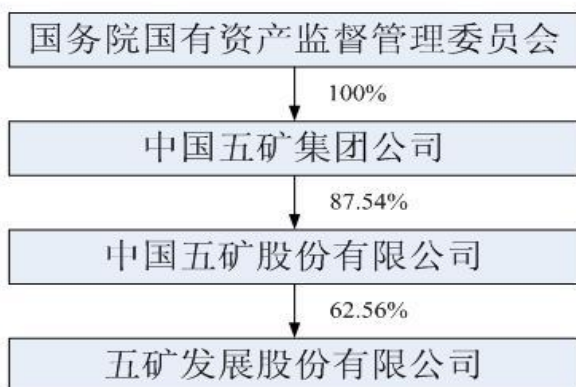 国务院国有资产监督管理委员会
100%
中国五矿集团公司
87.54%
中国五矿股份有限公司
62.56%
五矿发展股份有限公司